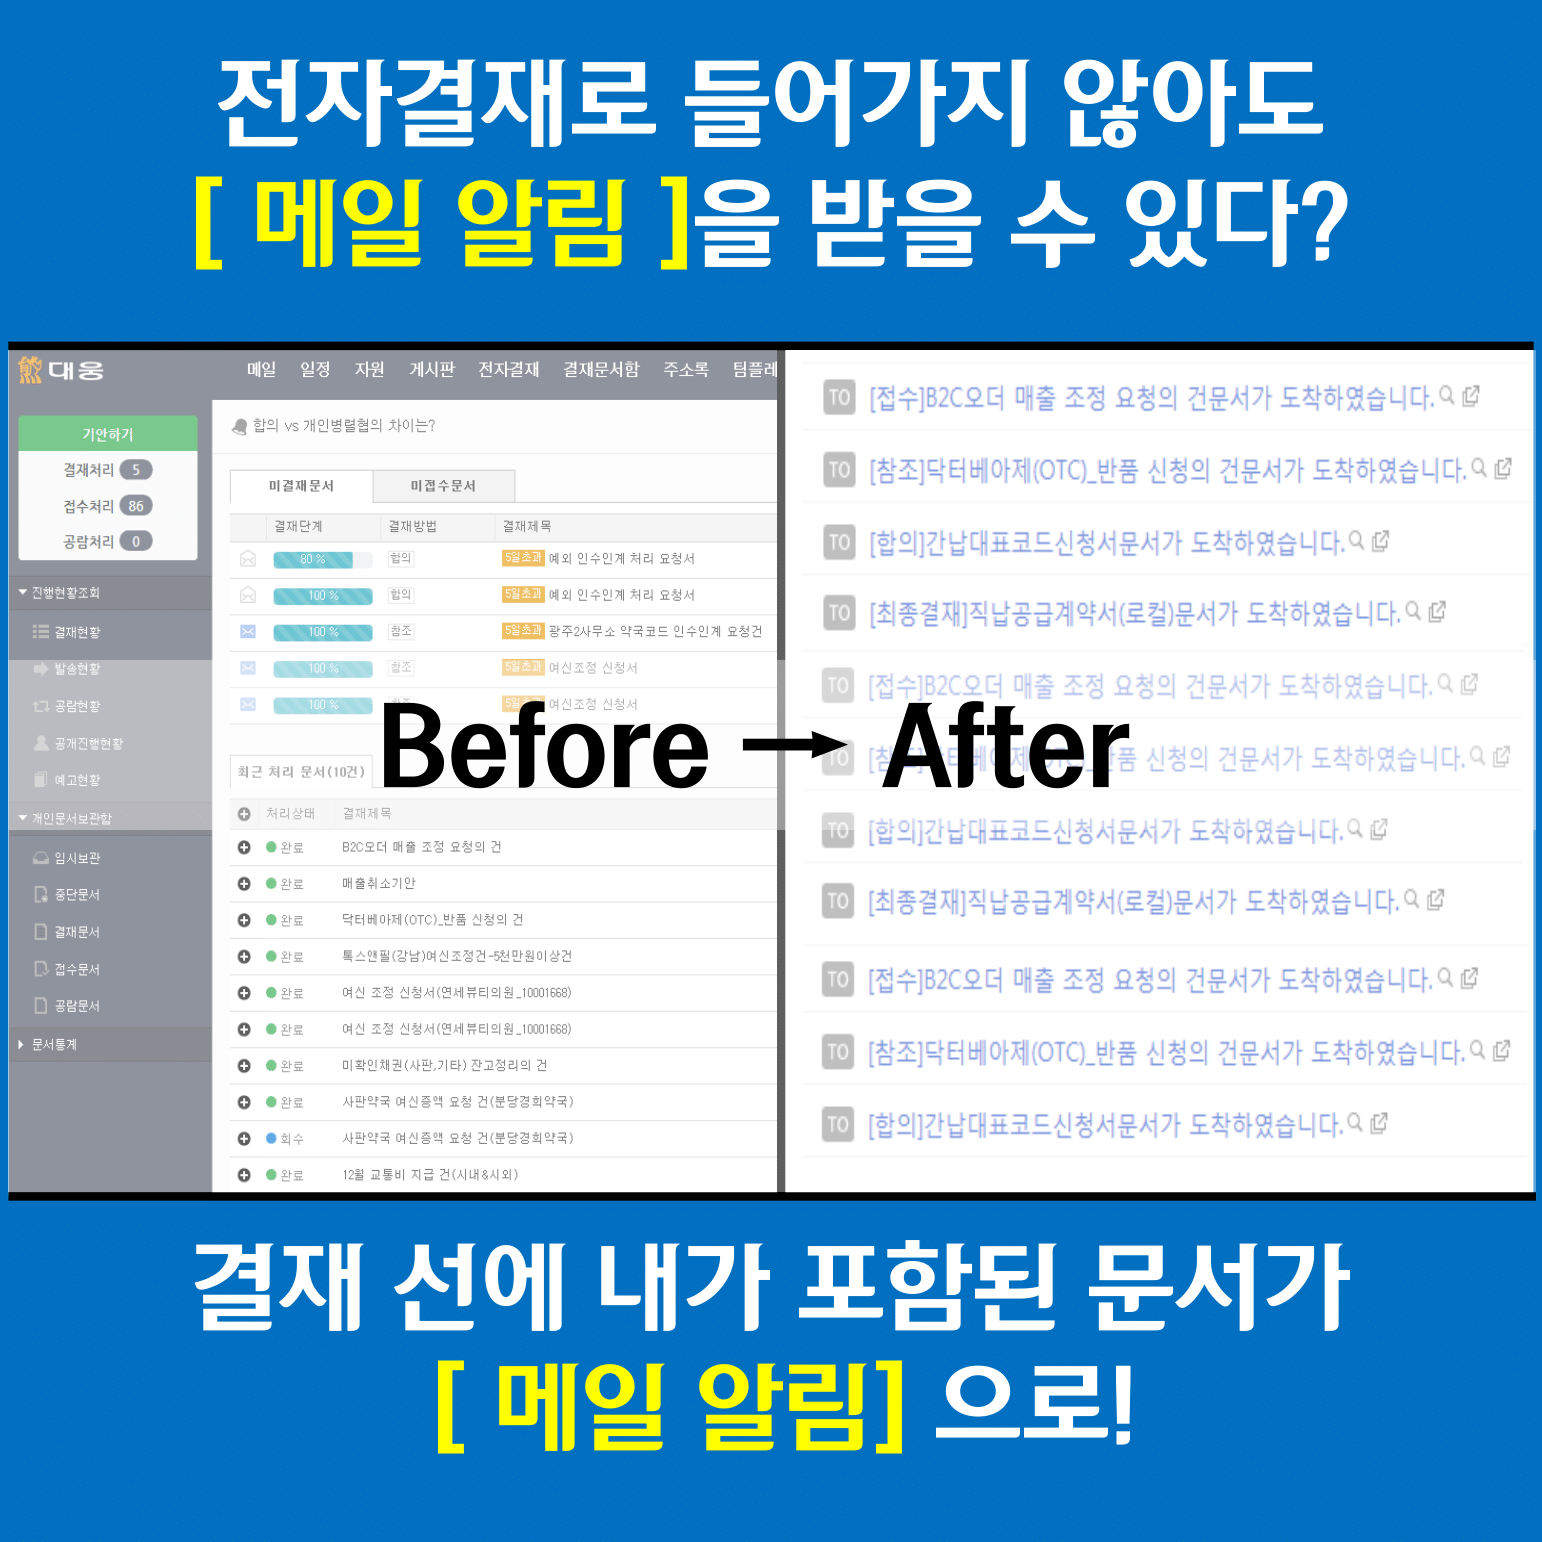 전자결재로 들어가지 않아도
[ 메일 알림 ]을 받을 수 있다?
대웅
메일 일정 자원 게시판 전자결재 결재문서함 주소록 템플레
기안하기
결재처리 5
접수처리 86
공람처리 0
진행현황조회
결재현황
발송현황
공람현황
공개진행현황
예고현황
개인문서보관함
임시보관
중단문서
결재문서
접수문서
공람문서
문서통계
합의 vs 개인병렬협의 차이는?
미결재문서 미접수문서
결재단계 결재방법 결재제목
80 % 합의 5일초과 예외 인수인계 처리 요청서
100 % 합의 5일초과 예외 인수인계 처리 요청서
100 % 참조 5일초과 광주2사무소 약국코드 인수인계 요청건
100 % 참조 5일초과 여신조정 신청서
100 % 참조 5일초과 여신조정 신청서
최근 처리 문서(10건)
처리상태 결재제목
완료 B2C오더 매출 조정 요청의 건
완료 매출취소기안
완료 닥터베아제(OTC)_반품 신청의 건
완료 톡스앤필(강남)여신조정건-5천만원이상건
완료 여신 조정 신청서(연세뷰티의원_10001668)
완료 여신 조정 신청서(연세뷰티의원_10001668)
완료 미확인채권(사판,기타) 잔고정리의 건
완료 사판약국 여신증액 요청 건(분당경희약국)
회수 사판약국 여신증액 요청 건(분당경희약국)
완료 12월 교통비 지급 건(시내&시외)
Before → After
TO [접수]B2C오더 매출 조정 요청의 건문서가 도착하였습니다.
TO [참조]닥터베아제(OTC)_반품 신청의 건문서가 도착하였습니다.
TO [합의]간납대표코드신청서문서가 도착하였습니다.
TO [최종결재]직납공급계약서(로컬)문서가 도착하였습니다.
TO [접수]B2C오더 매출 조정 요청의 건문서가 도착하였습니다.
TO [참조]닥터베아제(OTC)_반품 신청의 건문서가 도착하였습니다.
TO [합의]간납대표코드신청서문서가 도착하였습니다.
TO [최종결재]직납공급계약서(로컬)문서가 도착하였습니다.
TO [접수]B2C오더 매출 조정 요청의 건문서가 도착하였습니다.
TO [참조]닥터베아제(OTC)_반품 신청의 건문서가 도착하였습니다.
TO [합의]간납대표코드신청서문서가 도착하였습니다.
결재 선에 내가 포함된 문서가
[ 메일 알림] 으로!